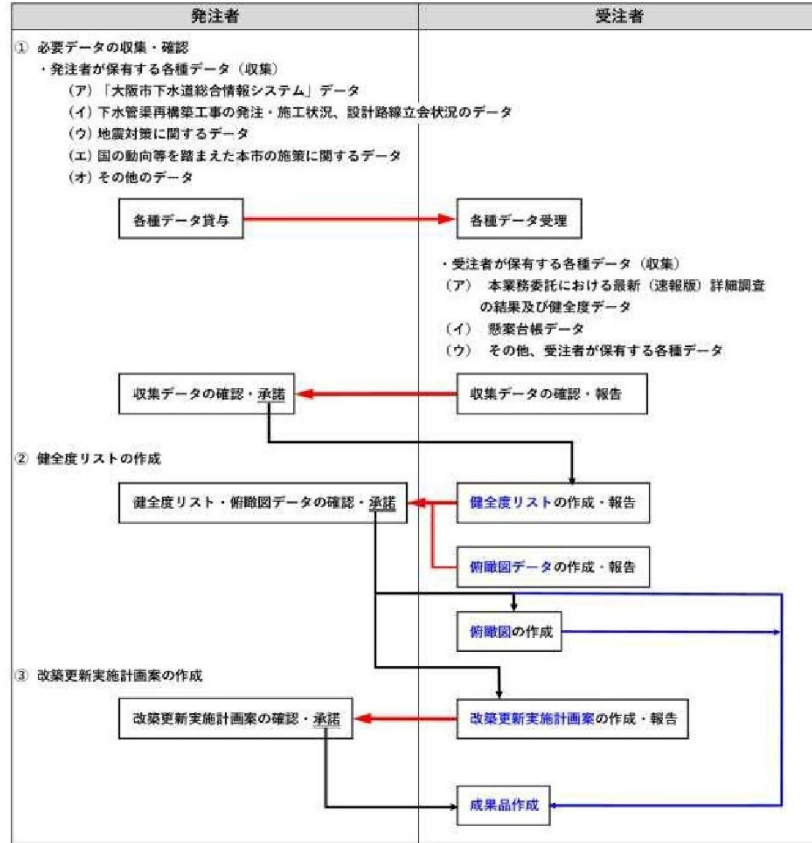 発注者
受注者
① 必要データの収集・確認
・発注者が保有する各種データ（収集）
（ア）「大阪市下水道総合情報システム」データ
（イ）下水管渠再構築工事の発注・施工状況、設計路線立会状況のデータ
（ウ）地震対策に関するデータ
（エ）国の動向等を踏まえた本市の施策に関するデータ
（オ）その他のデータ
各種データ貸与
各種データ受理
・受注者が保有する各種データ（収集）
（ア） 本業務委託における最新（速報版）詳細調査
の結果及び健全度データ
（イ） 懸案台帳データ
（ウ） その他、受注者が保有する各種データ
収集データの確認・承諾
収集データの確認・報告
② 健全度リストの作成
健全度リスト・俯瞰図データの確認・承諾
健全度リストの作成・報告
俯瞰図データの作成・報告
俯瞰図の作成
③ 改築更新実施計画案の作成
改築更新実施計画案の確認・承諾
改築更新実施計画案の作成・報告
成果品作成